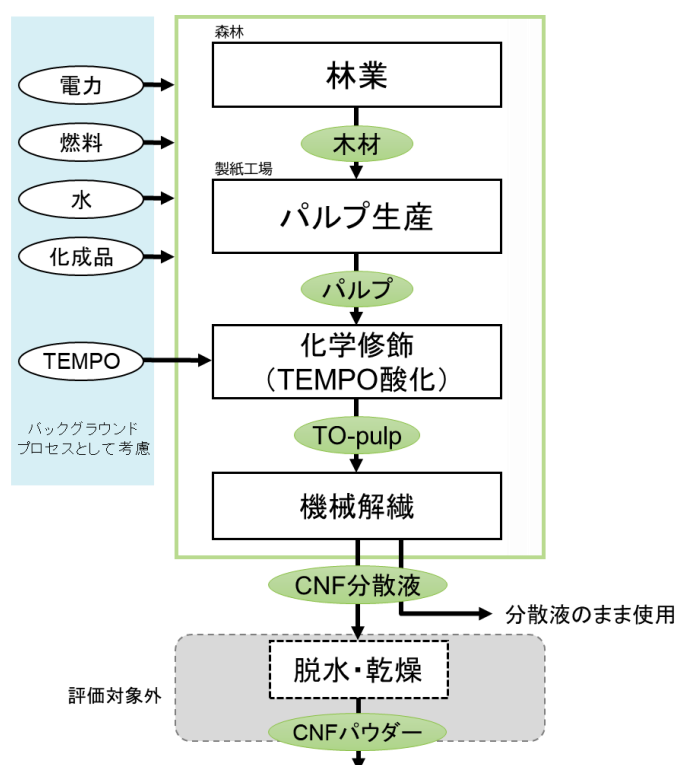 森林
林業
電力
燃料
木材
製紙工場
水
パルプ生産
化成品
パルプ
化学修飾
（TEMPO酸化）
TEMPO
バックグラウンド
プロセスとして考慮
TO-pulp
機械解繊
CNF分散液
分散液のまま使用
脱水・乾燥
評価対象外
CNFパウダー